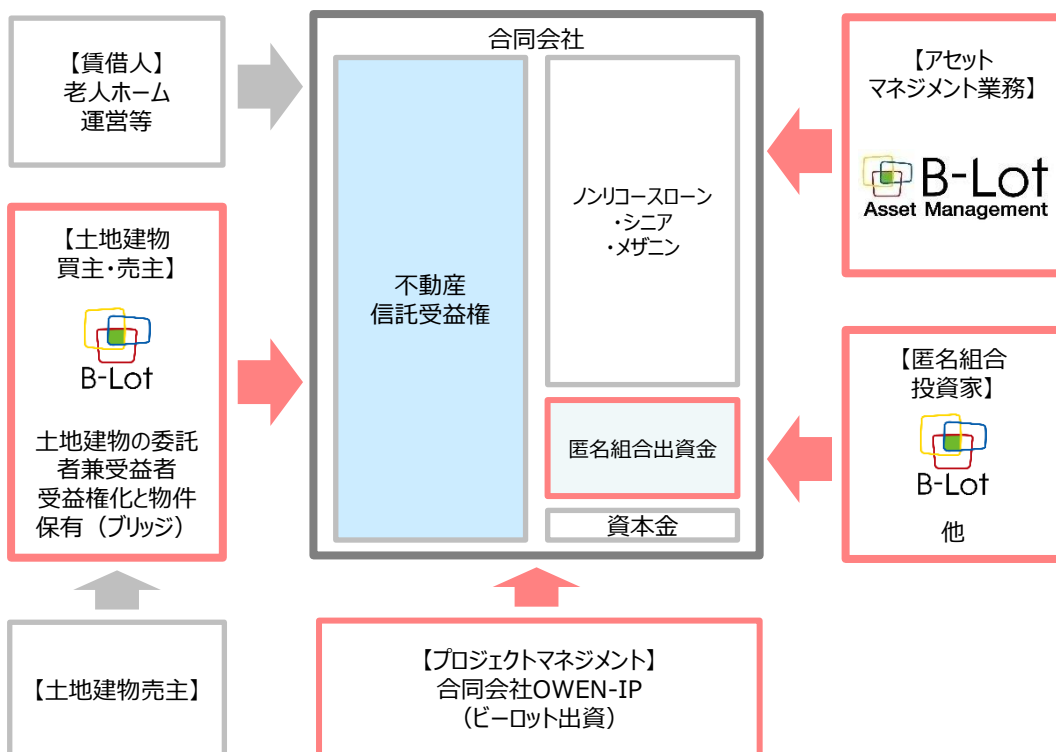 【賃借人】
老人ホーム
運営等
【土地建物
買主・売主】
B-Lot
土地建物の委託
者兼受益者
受益権化と物件
保有（ブリッジ）
【土地建物売主】
合同会社
不動産
信託受益権
ノンリコースローン
・シニア
・メザニン
匿名組合出資金
資本金
【プロジェクトマネジメント】
合同会社OWEN-IP
（ビーロット出資）
【アセット
マネジメント業務】
B-Lot
Asset Management
【匿名組合
投資家】
B-Lot
他